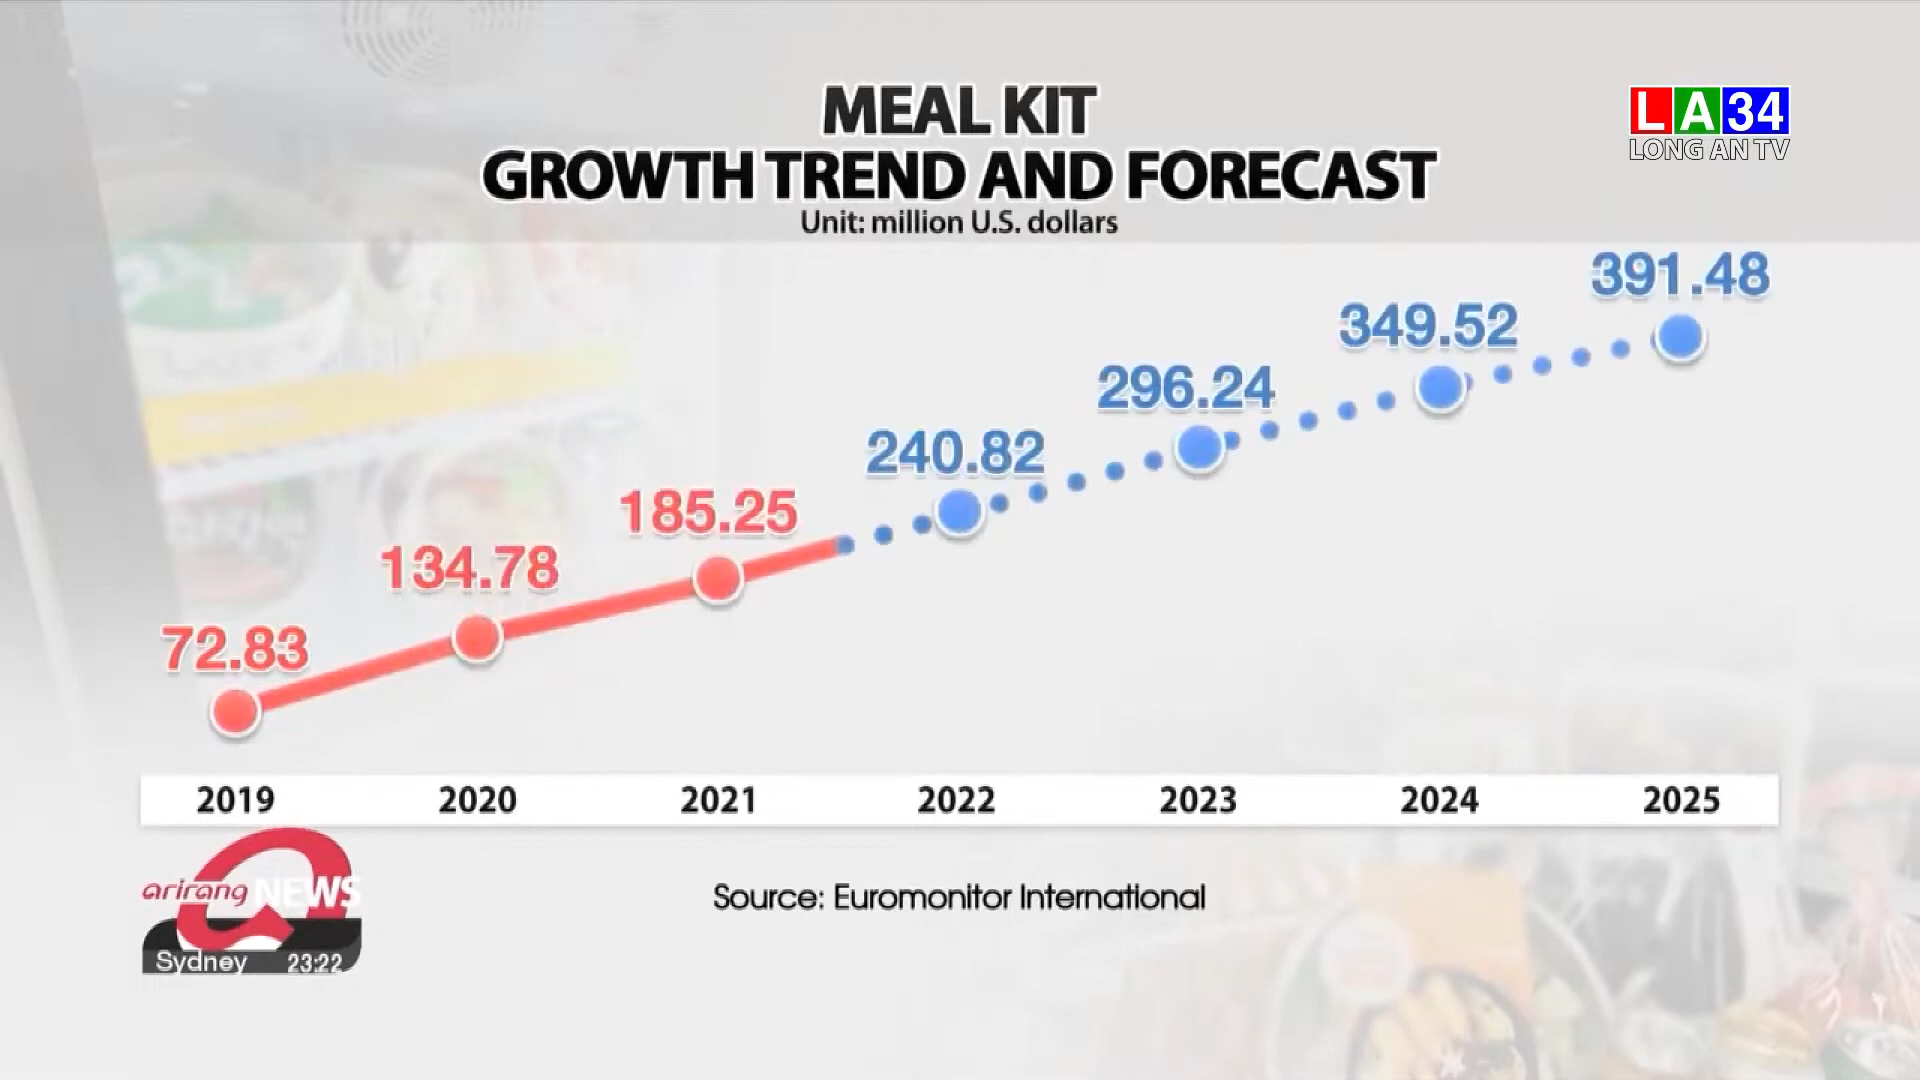 MEAL KIT
GROWTH TREND AND FORECAST
Unit: million U.S. dollars
LA34
LONG AN TV
391.48
349.52
296.24
240.82
185.25
134.78
72.83
2019 2020 2021 2022 2023 2024 2025
arirang NEWS
Source: Euromonitor International
Sydney 23:22